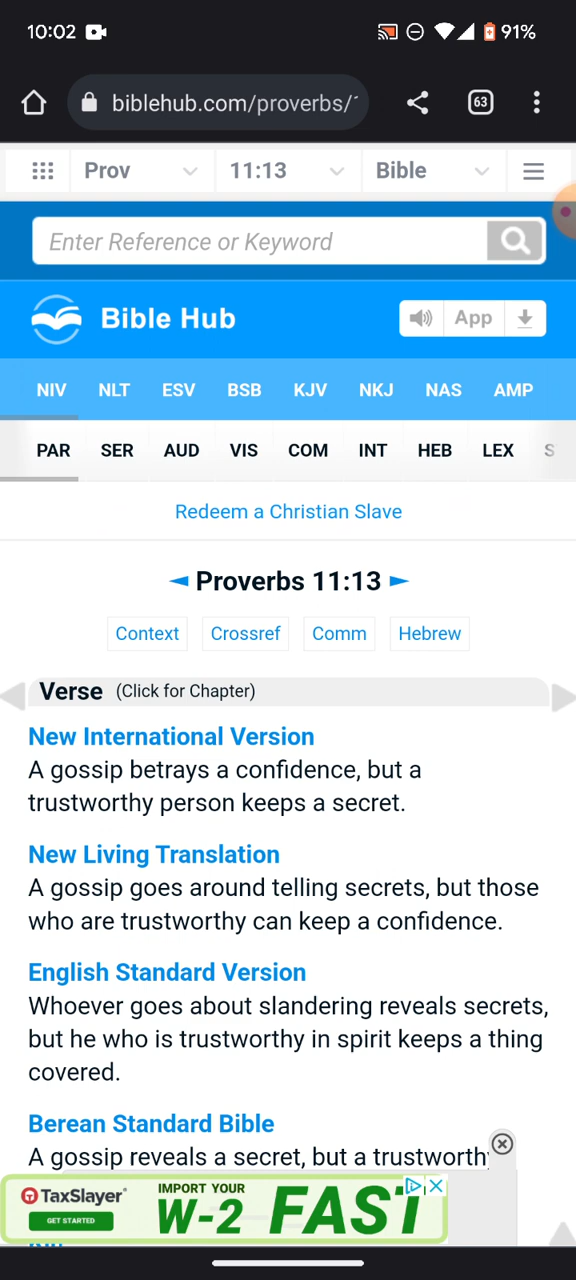 10:02
91%
biblehub.com/proverbs/
63
Prov 11:13 Bible
Enter Reference or Keyword
Bible Hub
App
NIV NLT ESV BSB KJV NKJ NAS AMP
PAR SER AUD VIS COM INT HEB LEX S
Redeem a Christian Slave
◄ Proverbs 11:13 ►
Context Crossref Comm Hebrew
Verse (Click for Chapter)
New International Version
A gossip betrays a confidence, but a
trustworthy person keeps a secret.
New Living Translation
A gossip goes around telling secrets, but those
who are trustworthy can keep a confidence.
English Standard Version
Whoever goes about slandering reveals secrets,
but he who is trustworthy in spirit keeps a thing
covered.
Berean Standard Bible
A gossip reveals a secret, but a trustworthy
TaxSlayer
GET STARTED
IMPORT YOUR
W-2 FAST